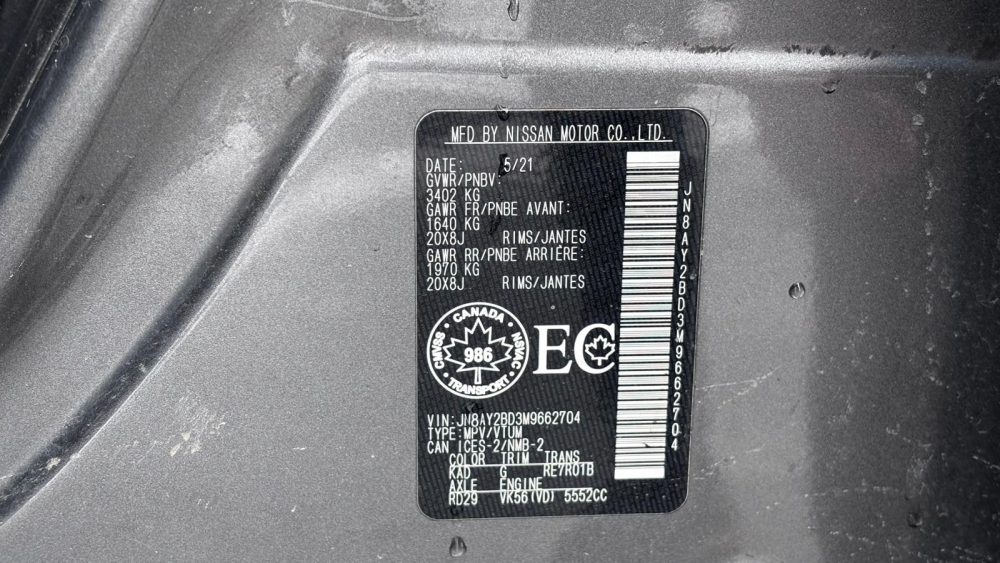 MFD BY NISSAN MOTOR CO.,LTD.
DATE: 5/21
GVWR/PNBV:
3402 KG
GAWR FR/PNBE AVANT:
1640 KG
20X8J RIMS/JANTES
GAWR RR/PNBE ARRIÈRE:
1970 KG
20X8J RIMS/JANTES
CANADA
CMVSS 986 NSVAC
TRANSPORT
EC
VIN:JN8AY2BD3M9662704
TYPE:MPV/VTUM
CAN ICES-2/NMB-2
COLOR TRIM TRANS
KAD G RE7R01B
AXLE ENGINE
RD29 VK56(VD) 5552CC
JN8AY2BD3M9662704